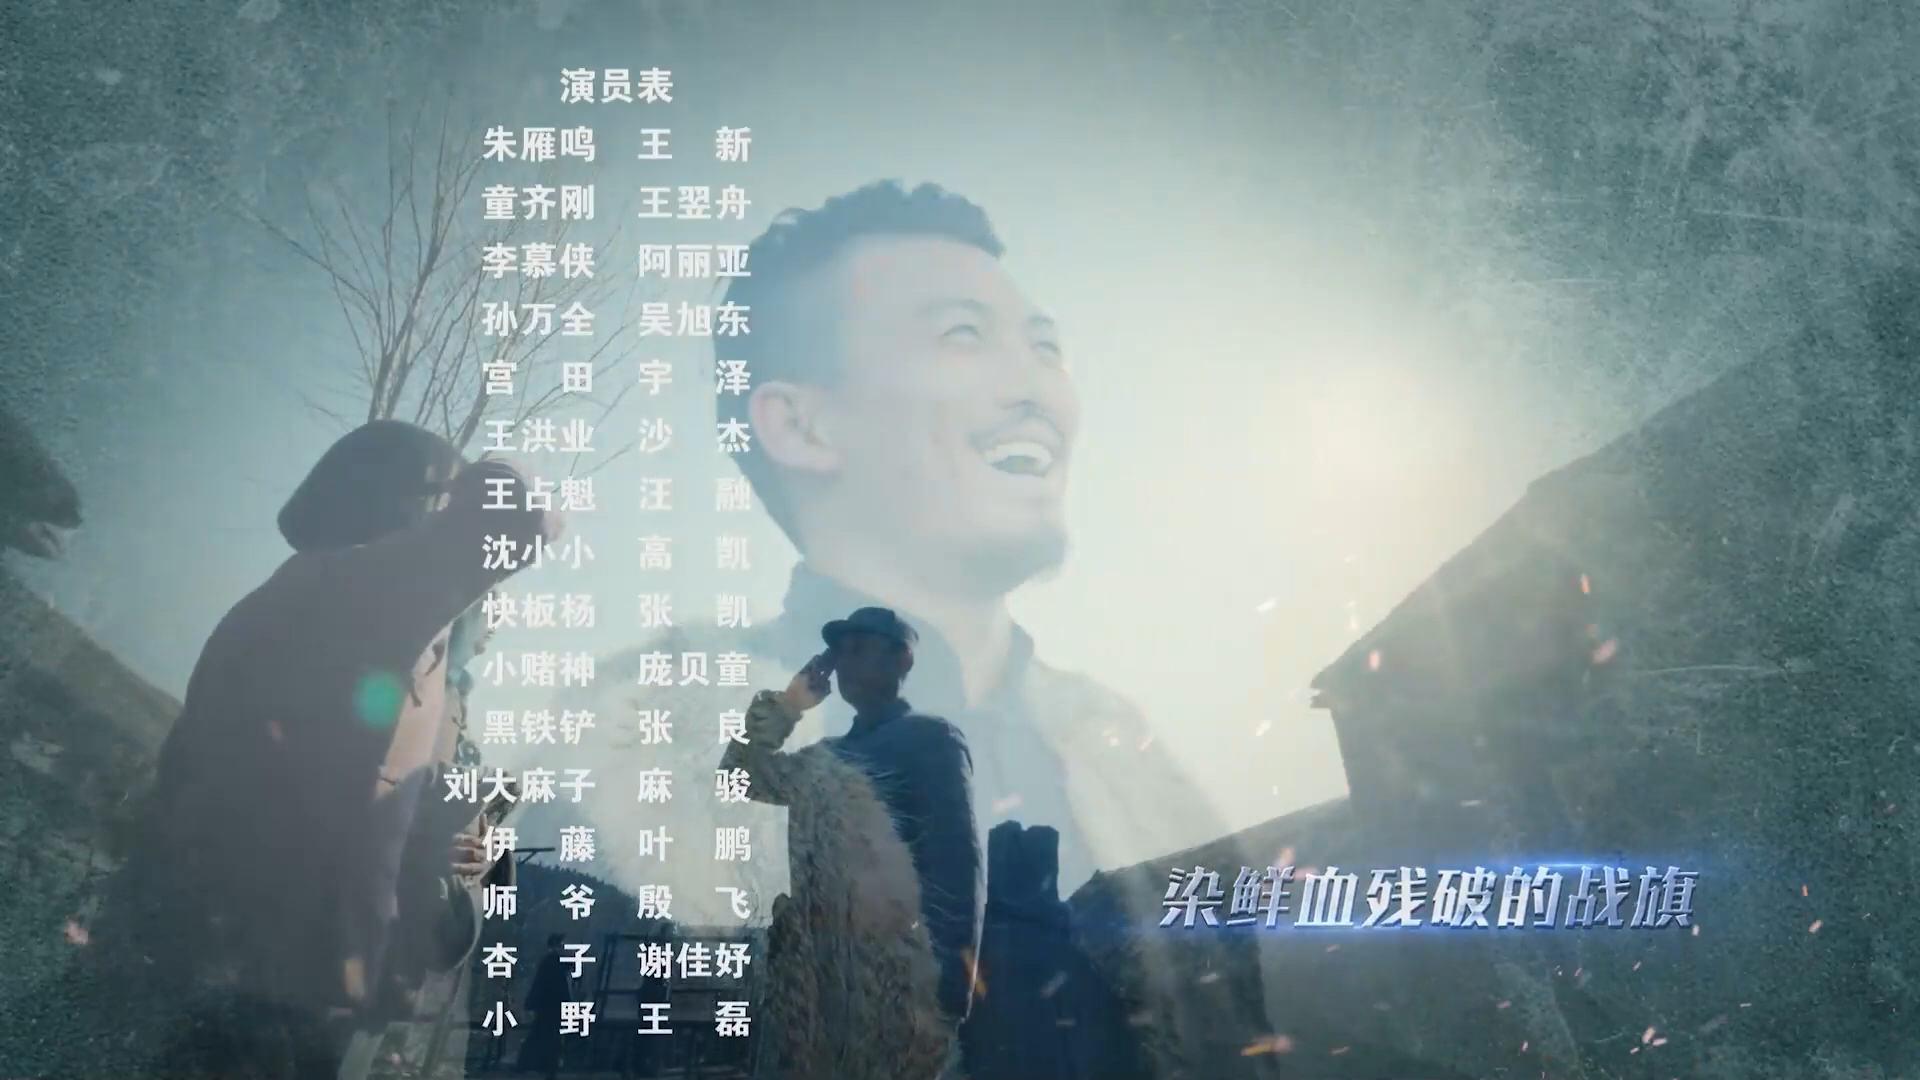 演员表
朱雁鸣 王新
童齐刚 王翌舟
李慕侠 阿丽亚
孙万全 吴旭东
宫田 宇泽
王洪业 沙杰
王占魁 汪融
沈小小 高凯
快板杨 张凯
小赌神 庞贝童
黑铁铲 张良
刘大麻子 麻骏
伊藤 叶鹏
师爷 殷飞
杏子 谢佳妤
小野 王磊
染鲜血残破的战旗